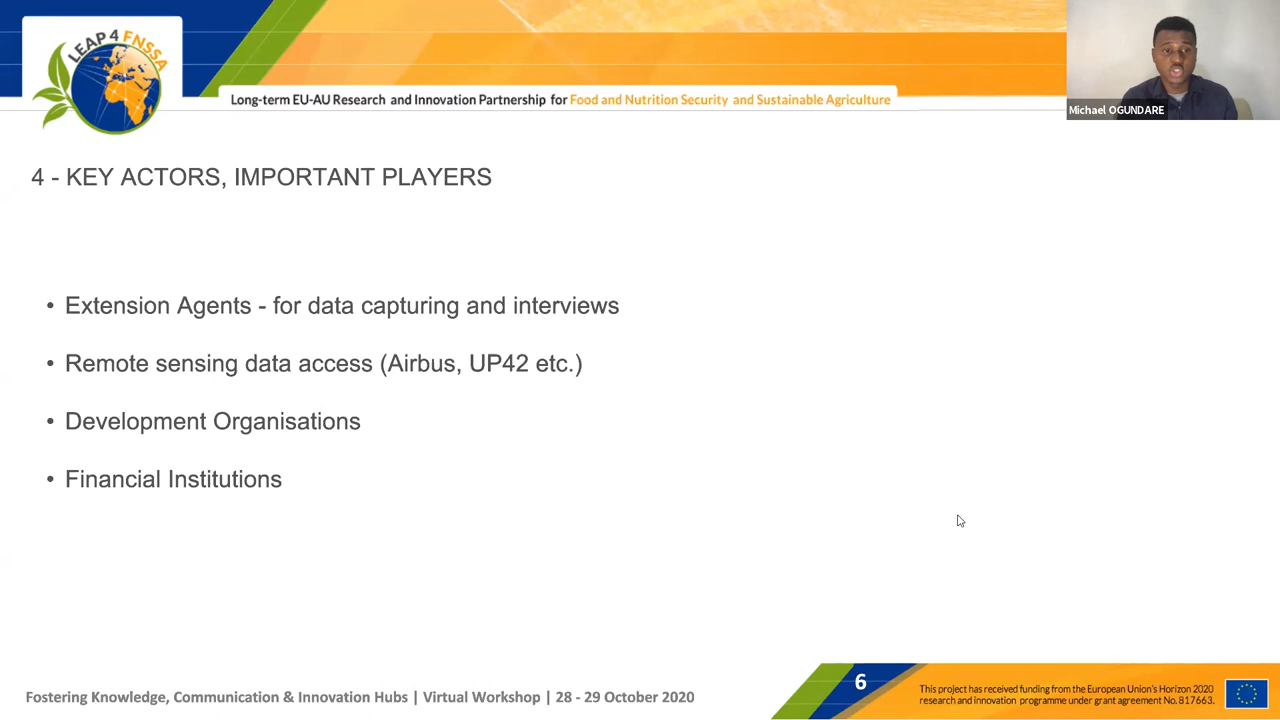 LEAP 4 FNSSA
Long-term EU-AU Research and Innovation Partnership for Food and Nutrition Security and Sustainable Agriculture
Michael OGUNDARE
4 - KEY ACTORS, IMPORTANT PLAYERS
• Extension Agents - for data capturing and interviews
• Remote sensing data access (Airbus, UP42 etc.)
• Development Organisations
• Financial Institutions
Fostering Knowledge, Communication & Innovation Hubs | Virtual Workshop | 28 - 29 October 2020
6
This project has received funding from the European Union's Horizon 2020
research and innovation programme under grant agreement No. 817663.